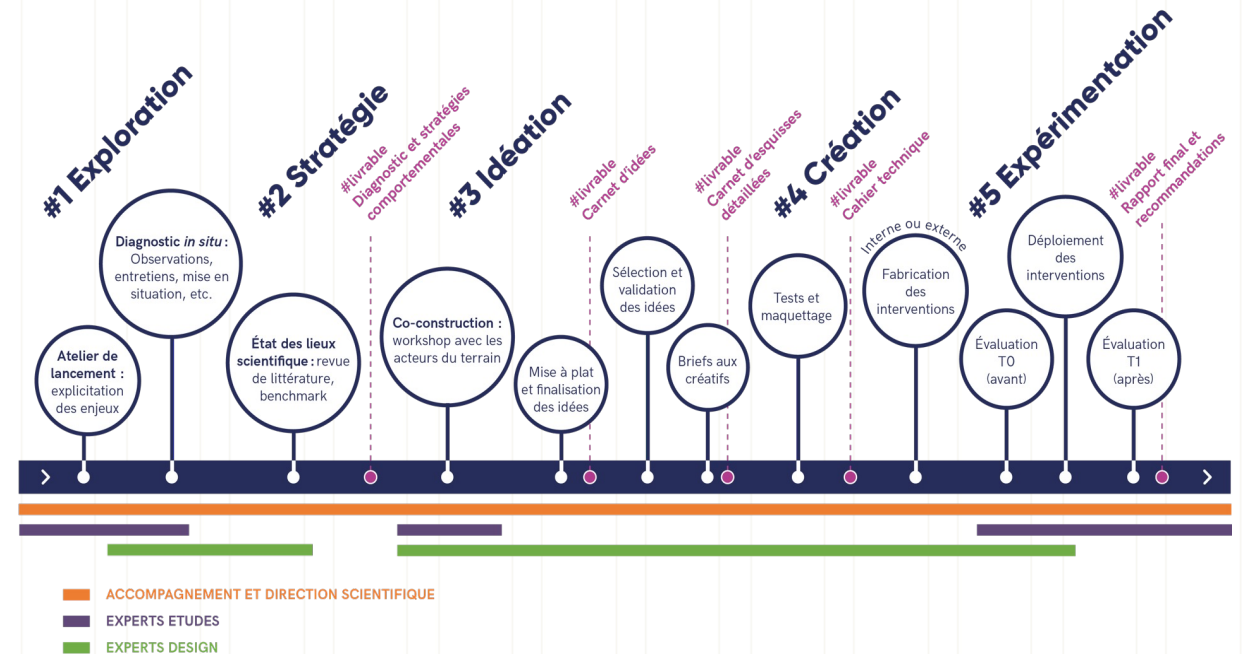 #1 Exploration
Diagnostic in situ :
Observations,
entretiens, mise en
situation, etc.
Atelier de
lancement :
explicitation
des enjeux
#2 Stratégie
État des lieux
scientifique : revue
de littérature,
benchmark
#livrable
Diagnostic et stratégies
comportementales
#3 Idéation
Co-construction :
workshop avec les
acteurs du terrain
Mise à plat
et finalisation
des idées
#livrable
Carnet d'idées
Sélection et
validation
des idées
Briefs aux
créatifs
#livrable
Carnet d'esquisses
détaillées
#4 Création
Tests et
maquettage
#livrable
Cahier technique
Interne ou externe
Fabrication
des
interventions
#5 Expérimentation
Évaluation
T0
(avant)
Déploiement
des
interventions
Évaluation
T1
(après)
#livrable
Rapport final et
recommandations
ACCOMPAGNEMENT ET DIRECTION SCIENTIFIQUE
EXPERTS ETUDES
EXPERTS DESIGN